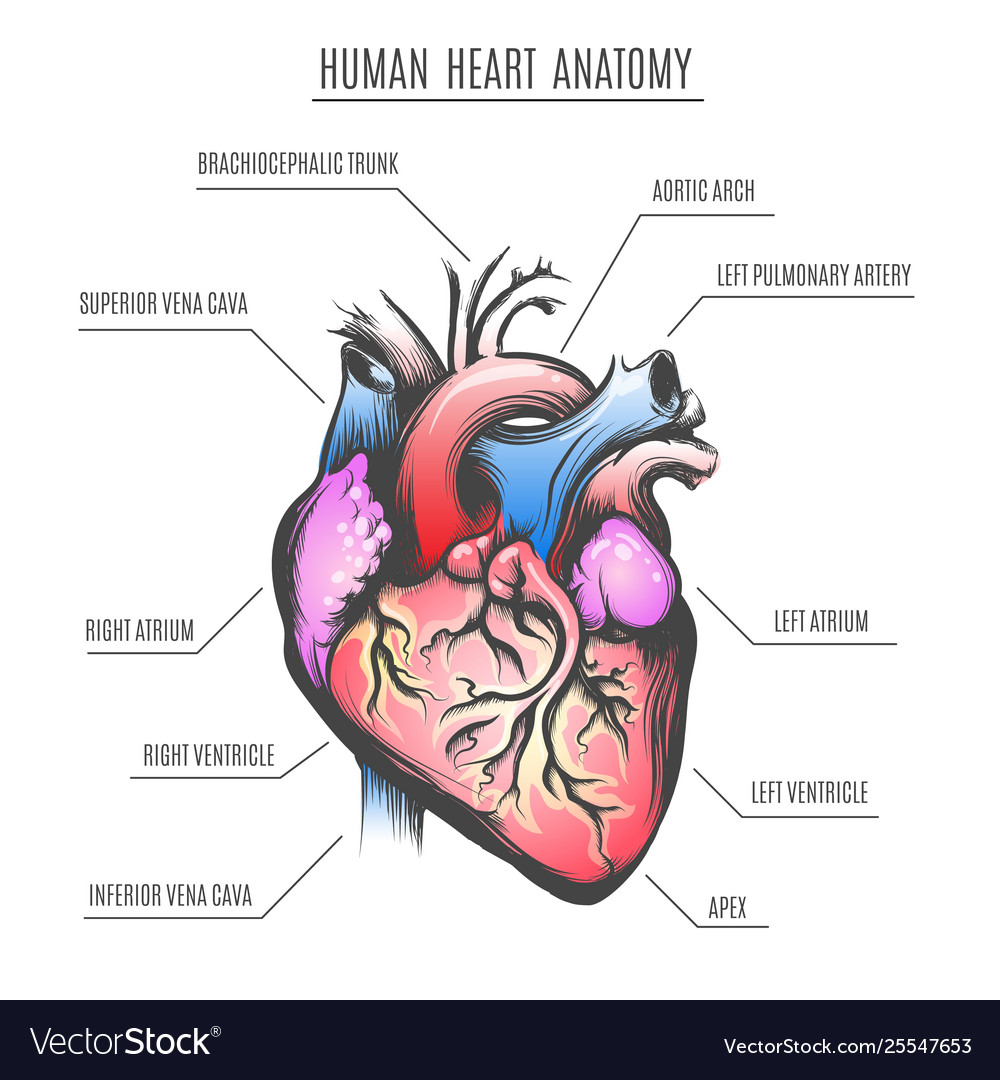 HUMAN HEART ANATOMY
BRACHIOCEPHALIC TRUNK
AORTIC ARCH
LEFT PULMONARY ARTERY
SUPERIOR VENA CAVA
RIGHT ATRIUM
LEFT ATRIUM
RIGHT VENTRICLE
LEFT VENTRICLE
INFERIOR VENA CAVA
APEX
VectorStock®
VectorStock.com/25547653